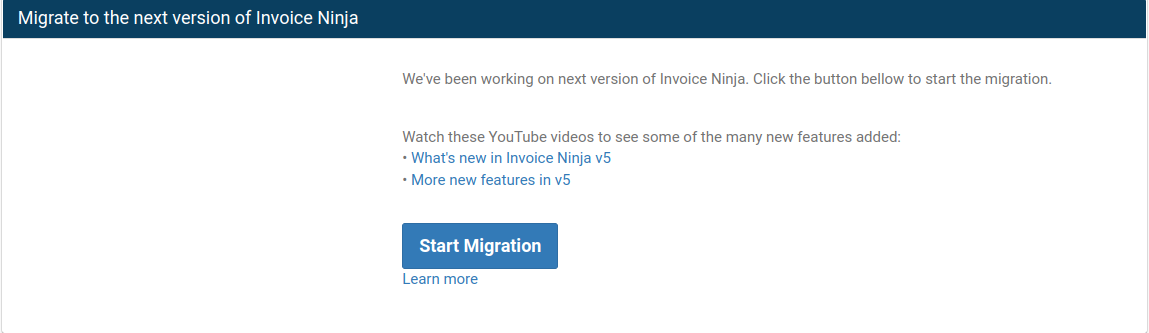 Migrate to the next version of Invoice Ninja
We've been working on next version of Invoice Ninja. Click the button bellow to start the migration.
Watch these YouTube videos to see some of the many new features added:
• What's new in Invoice Ninja v5
• More new features in v5
Start Migration
Learn more